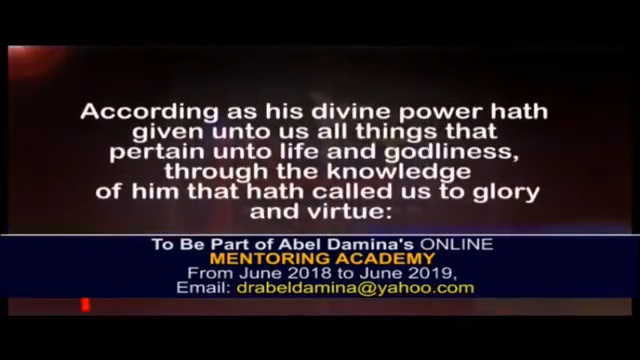 According as his divine power hath
given unto us all things that
pertain unto life and godliness,
through the knowledge
of him that hath called us to glory
and virtue:
To Be Part of Abel Damina's ONLINE
MENTORING ACADEMY
From June 2018 to June 2019,
Email: drabeldamina@yahoo.com